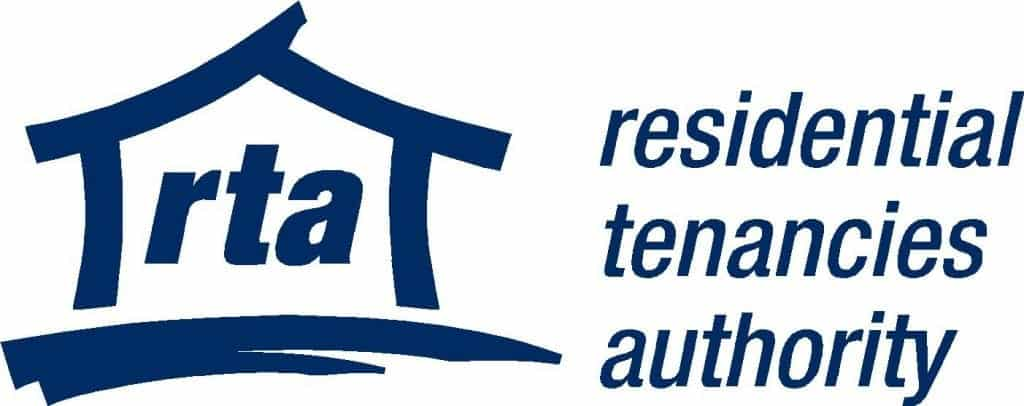 rta
residential
tenancies
authority